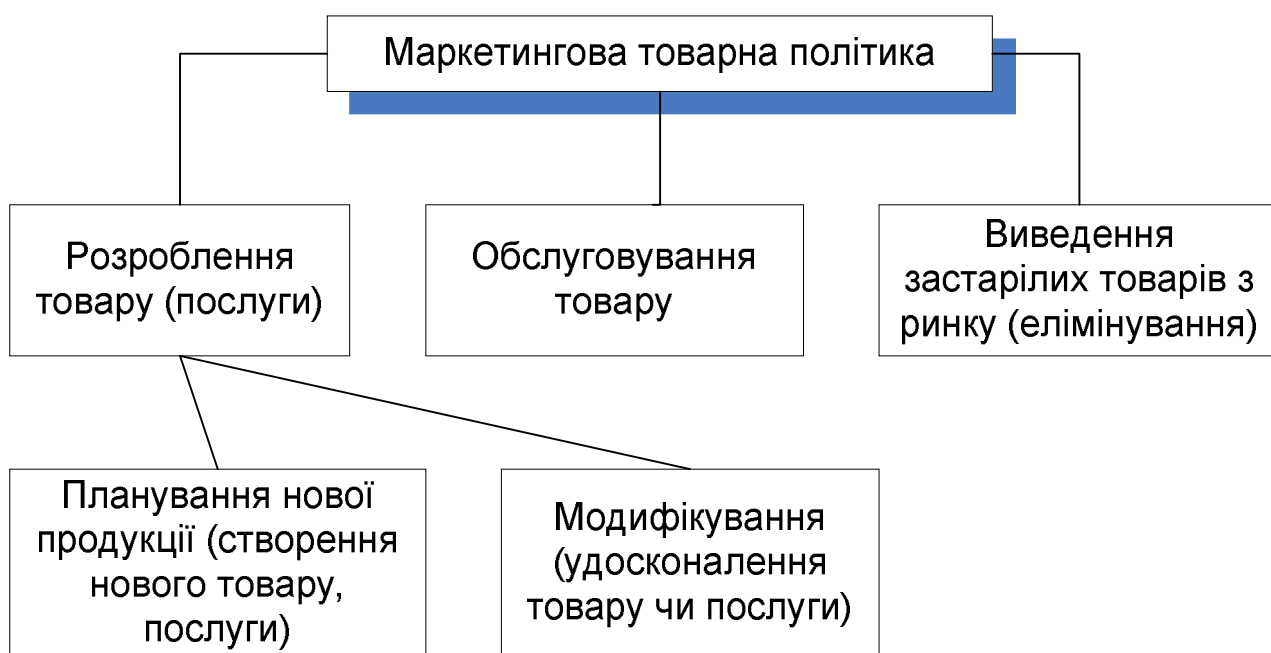 Маркетингова товарна політика
Розроблення
товару (послуги)
Обслуговування
товару
Виведення
застарілих товарів з
ринку (елімінування)
Планування нової
продукції (створення
нового товару,
послуги)
Модифікування
(удосконалення
товару чи послуги)